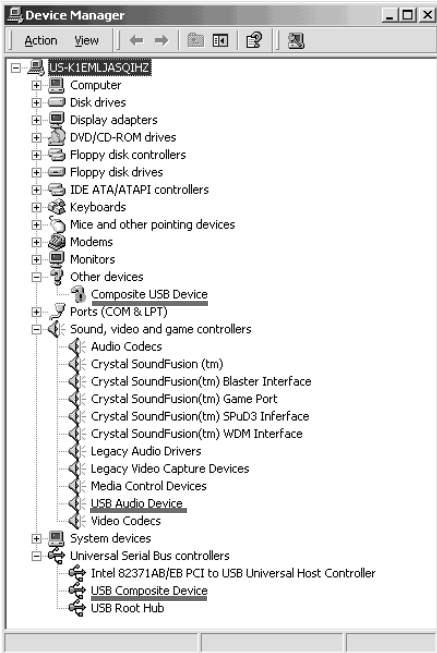 Device Manager
Action View
US-K1EMLJASQIHZ
Computer
Disk drives
Display adapters
DVD/CD-ROM drives
Floppy disk controllers
Floppy disk drives
IDE ATA/ATAPI controllers
Keyboards
Mice and other pointing devices
Modems
Monitors
Other devices
Composite USB Device
Ports (COM & LPT)
Sound, video and game controllers
Audio Codecs
Crystal SoundFusion (tm)
Crystal SoundFusion(tm) Blaster Interface
Crystal SoundFusion(tm) Game Port
Crystal SoundFusion(tm) SPuD3 Inferface
Crystal SoundFusion(tm) WDM Interface
Legacy Audio Drivers
Legacy Video Capture Devices
Media Control Devices
USB Audio Device
Video Codecs
System devices
Universal Serial Bus controllers
Intel 82371AB/EB PCI to USB Universal Host Controller
USB Composite Device
USB Root Hub